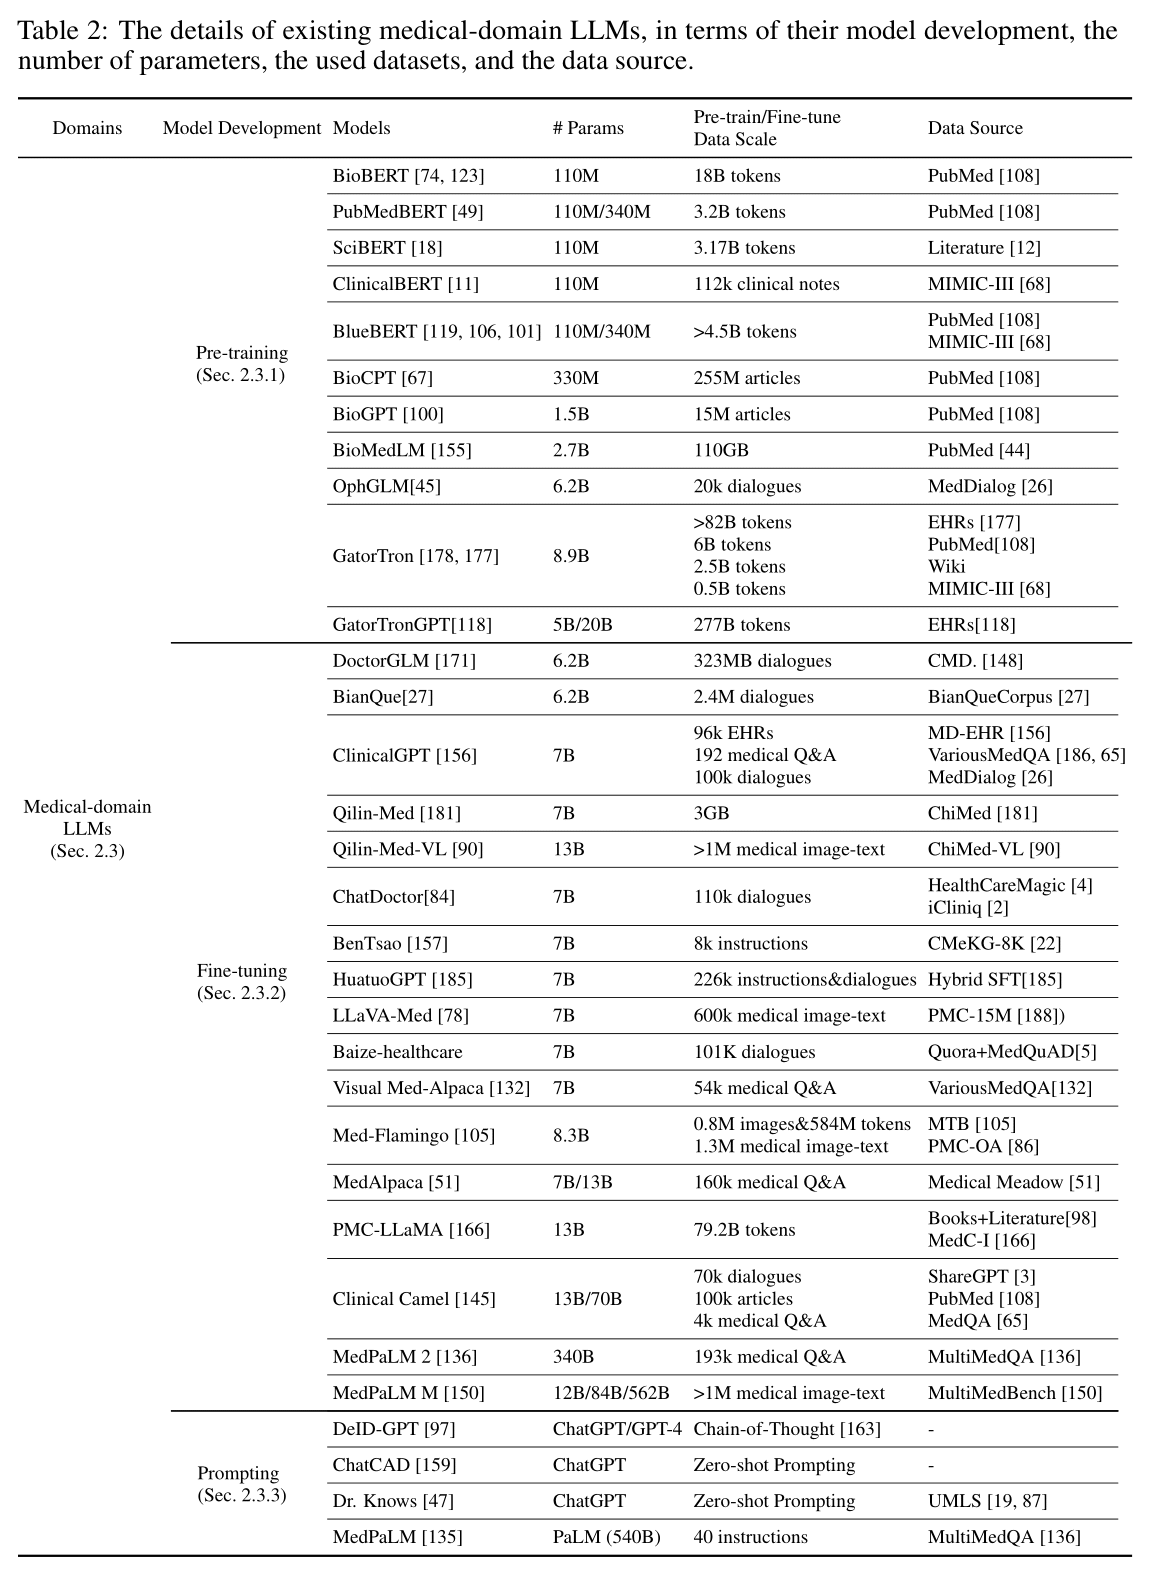 Table 2: The details of existing medical-domain LLMs, in terms of their model development, the
number of parameters, the used datasets, and the data source.
Domains Model Development Models # Params Pre-train/Fine-tune Data Scale Data Source
Medical-domain
LLMs
(Sec. 2.3)
Pre-training
(Sec. 2.3.1)
BioBERT [74, 123] 110M 18B tokens PubMed [108]
PubMedBERT [49] 110M/340M 3.2B tokens PubMed [108]
SciBERT [18] 110M 3.17B tokens Literature [12]
ClinicalBERT [11] 110M 112k clinical notes MIMIC-III [68]
BlueBERT [119, 106, 101] 110M/340M >4.5B tokens PubMed [108]
MIMIC-III [68]
BioCPT [67] 330M 255M articles PubMed [108]
BioGPT [100] 1.5B 15M articles PubMed [108]
BioMedLM [155] 2.7B 110GB PubMed [44]
OphGLM[45] 6.2B 20k dialogues MedDialog [26]
GatorTron [178, 177] 8.9B
>82B tokens EHRs [177]
6B tokens PubMed[108]
2.5B tokens Wiki
0.5B tokens MIMIC-III [68]
GatorTronGPT[118] 5B/20B 277B tokens EHRs[118]
Fine-tuning
(Sec. 2.3.2)
DoctorGLM [171] 6.2B 323MB dialogues CMD. [148]
BianQue[27] 6.2B 2.4M dialogues BianQueCorpus [27]
ClinicalGPT [156] 7B
96k EHRs MD-EHR [156]
192 medical Q&A VariousMedQA [186, 65]
100k dialogues MedDialog [26]
Qilin-Med [181] 7B 3GB ChiMed [181]
Qilin-Med-VL [90] 13B >1M medical image-text ChiMed-VL [90]
ChatDoctor[84] 7B 110k dialogues HealthCareMagic [4]
iCliniq [2]
BenTsao [157] 7B 8k instructions CMeKG-8K [22]
HuatuoGPT [185] 7B 226k instructions&dialogues Hybrid SFT[185]
LLaVA-Med [78] 7B 600k medical image-text PMC-15M [188])
Baize-healthcare 7B 101K dialogues Quora+MedQuAD[5]
Visual Med-Alpaca [132] 7B 54k medical Q&A VariousMedQA[132]
Med-Flamingo [105] 8.3B
0.8M images&584M tokens MTB [105]
1.3M medical image-text PMC-OA [86]
MedAlpaca [51] 7B/13B 160k medical Q&A Medical Meadow [51]
PMC-LLaMA [166] 13B 79.2B tokens Books+Literature[98]
MedC-I [166]
Clinical Camel [145] 13B/70B
70k dialogues ShareGPT [3]
100k articles PubMed [108]
4k medical Q&A MedQA [65]
MedPaLM 2 [136] 340B 193k medical Q&A MultiMedQA [136]
MedPaLM M [150] 12B/84B/562B >1M medical image-text MultiMedBench [150]
Prompting
(Sec. 2.3.3)
DeID-GPT [97] ChatGPT/GPT-4 Chain-of-Thought [163] -
ChatCAD [159] ChatGPT Zero-shot Prompting -
Dr. Knows [47] ChatGPT Zero-shot Prompting UMLS [19, 87]
MedPaLM [135] PaLM (540B) 40 instructions MultiMedQA [136]